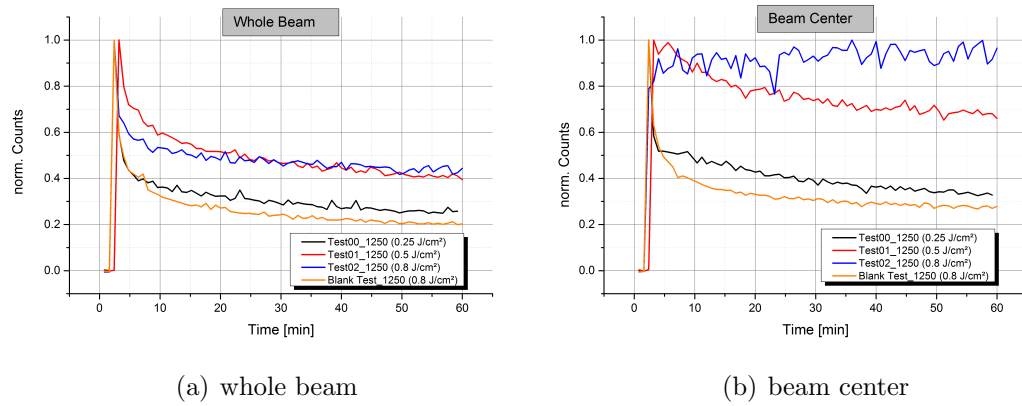 Whole Beam
1.0
0.8
0.6
0.4
0.2
0.0
norm. Counts
Test00_1250 (0.25 J/cm²)
Test01_1250 (0.5 J/cm²)
Test02_1250 (0.8 J/cm²)
Blank Test_1250 (0.8 J/cm²)
0 10 20 30 40 50 60
Time [min]
(a) whole beam
Beam Center
1.0
0.8
0.6
0.4
0.2
0.0
norm. Counts
Test00_1250 (0.25 J/cm²)
Test01_1250 (0.5 J/cm²)
Test02_1250 (0.8 J/cm²)
Blank Test_1250 (0.8 J/cm²)
0 10 20 30 40 50 60
Time [min]
(b) beam center